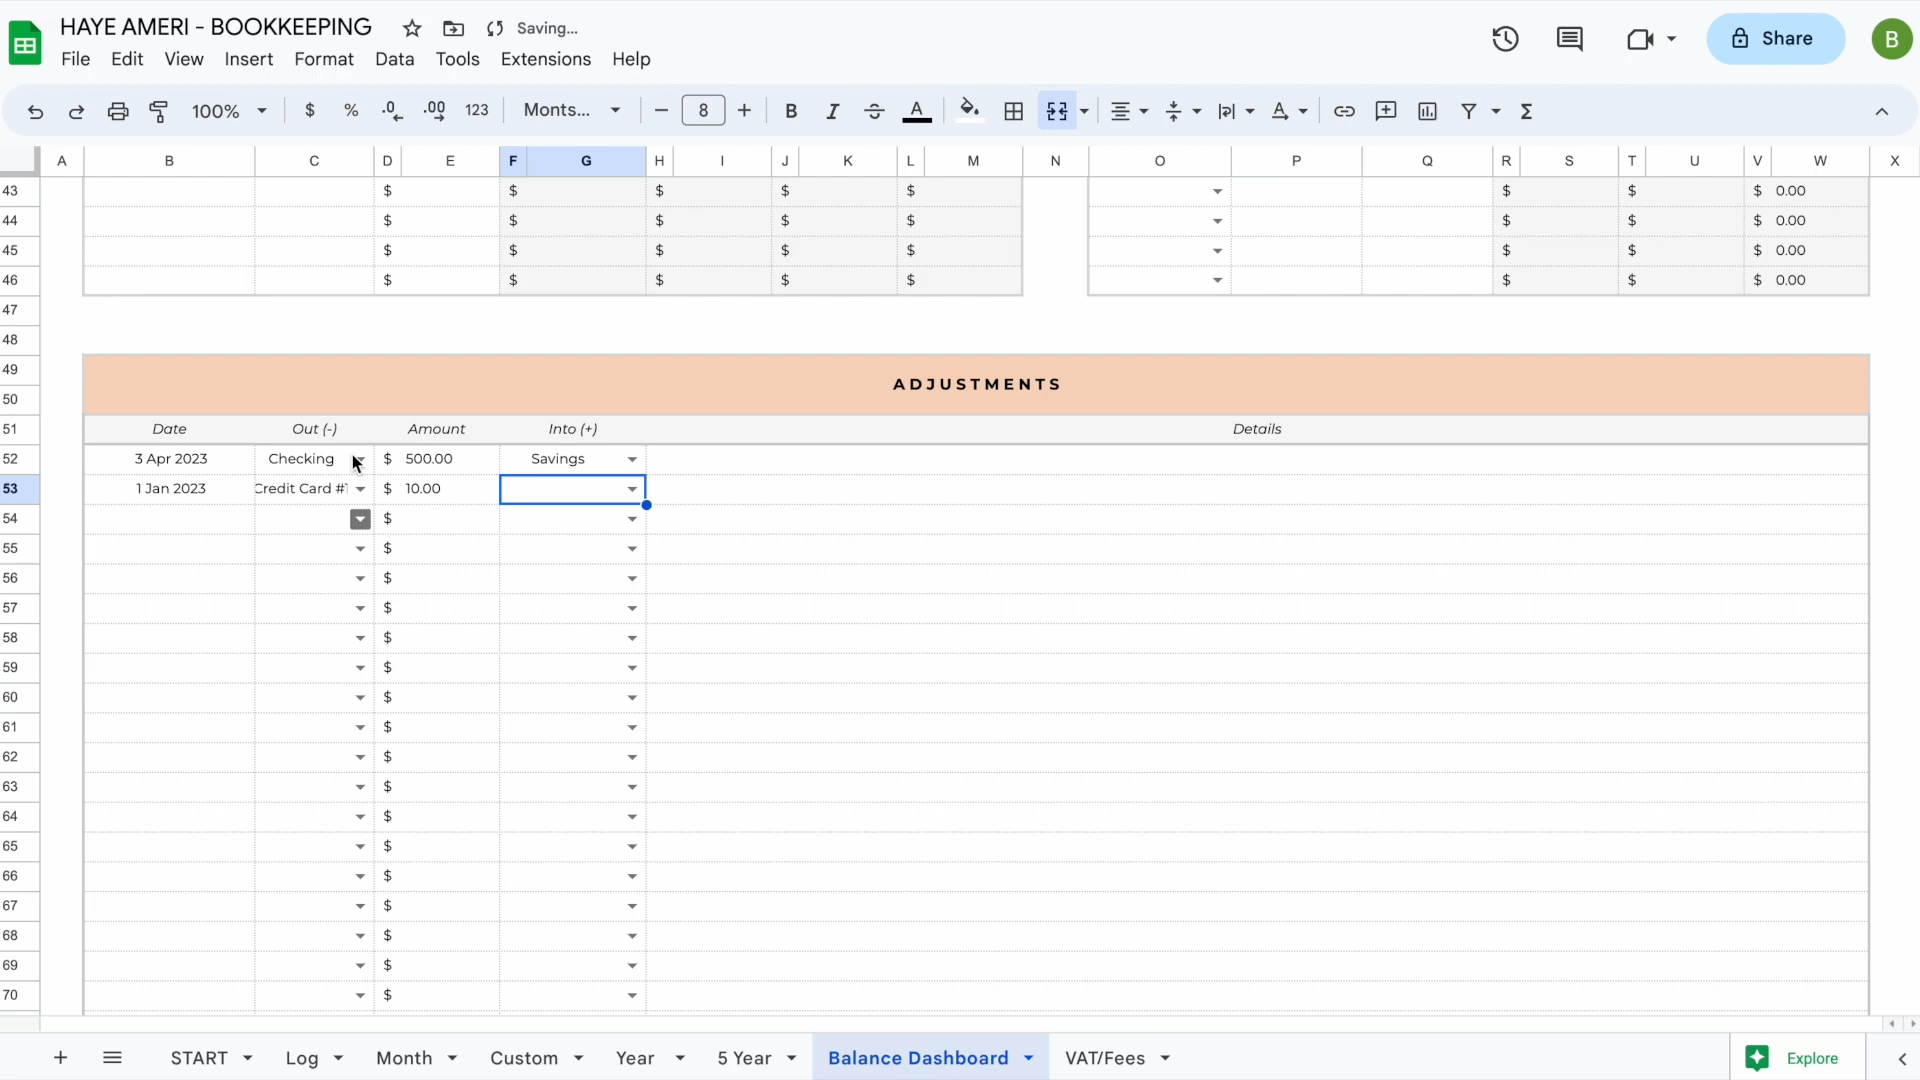 HAYE AMERI - BOOKKEEPING Saving...
File Edit View Insert Format Data Tools Extensions Help
Share
B
100% $ % .0 .00 123 Monts... 8 B I S A A Σ
A B C D E F G H I J K L M N O P Q R S T U V W X
43 $ $ $ $ $ $ $ $ 0.00
44 $ $ $ $ $ $ $ $ 0.00
45 $ $ $ $ $ $ $ $ 0.00
46 $ $ $ $ $ $ $ $ 0.00
47
48
49
ADJUSTMENTS
50
51 Date Out (-) Amount Into (+) Details
52 3 Apr 2023 Checking $ 500.00 Savings
53 1 Jan 2023 Credit Card #1 $ 10.00
54 $
55 $
56 $
57 $
58 $
59 $
60 $
61 $
62 $
63 $
64 $
65 $
66 $
67 $
68 $
69 $
70 $
START Log Month Custom Year 5 Year Balance Dashboard VAT/Fees Explore